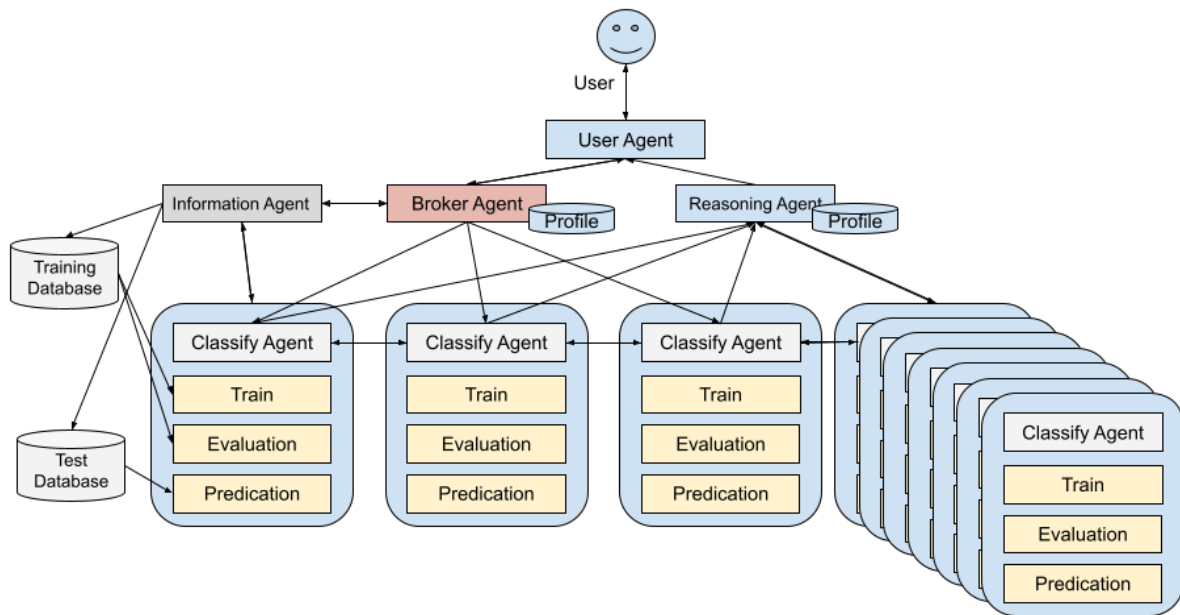 User
User Agent
Information Agent
Broker Agent
Profile
Reasoning Agent
Profile
Training
Database
Test
Database
Classify Agent
Train
Evaluation
Predication
Classify Agent
Train
Evaluation
Predication
Classify Agent
Train
Evaluation
Predication
Classify Agent
Train
Evaluation
Predication